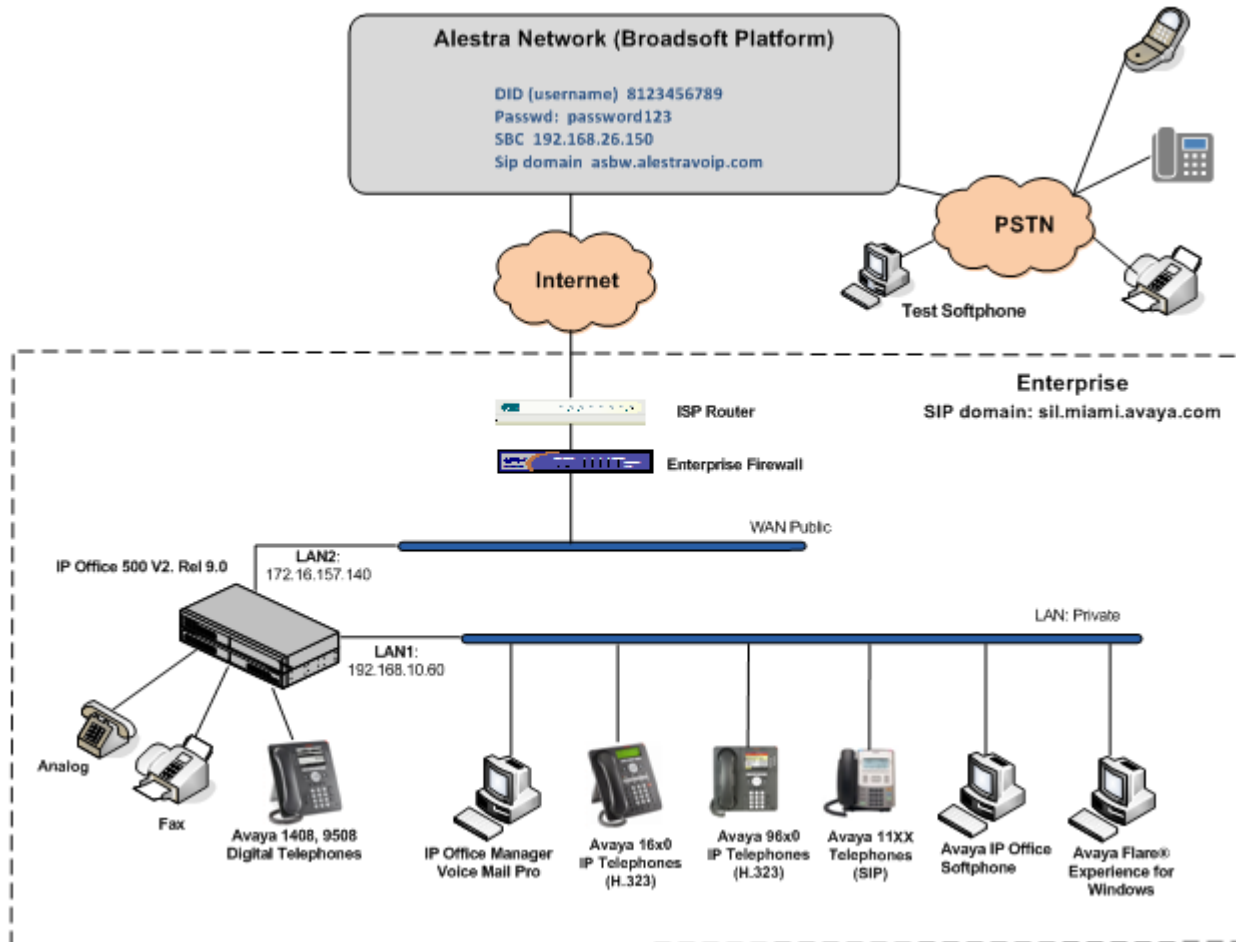 Alestra Network (Broadsoft Platform)
DID (username) 8123456789
Passwd: password123
SBC 192.168.26.150
Sip domain asbw.alestravoip.com
PSTN
Internet
Test Softphone
Enterprise
SIP domain: sil.miami.avaya.com
ISP Router
Enterprise Firewall
WAN Public
IP Office 500 V2. Rel 9.0
LAN2:
172.16.157.140
LAN: Private
LAN1:
192.168.10.60
Analog
Fax
Avaya 1408, 9508
Digital Telephones
IP Office Manager
Voice Mail Pro
Avaya 16x0
IP Telephones
(H.323)
Avaya 96x0
IP Telephones
(H.323)
Avaya 11XX
Telephones
(SIP)
Avaya IP Office
Softphone
Avaya Flare®
Experience for
Windows